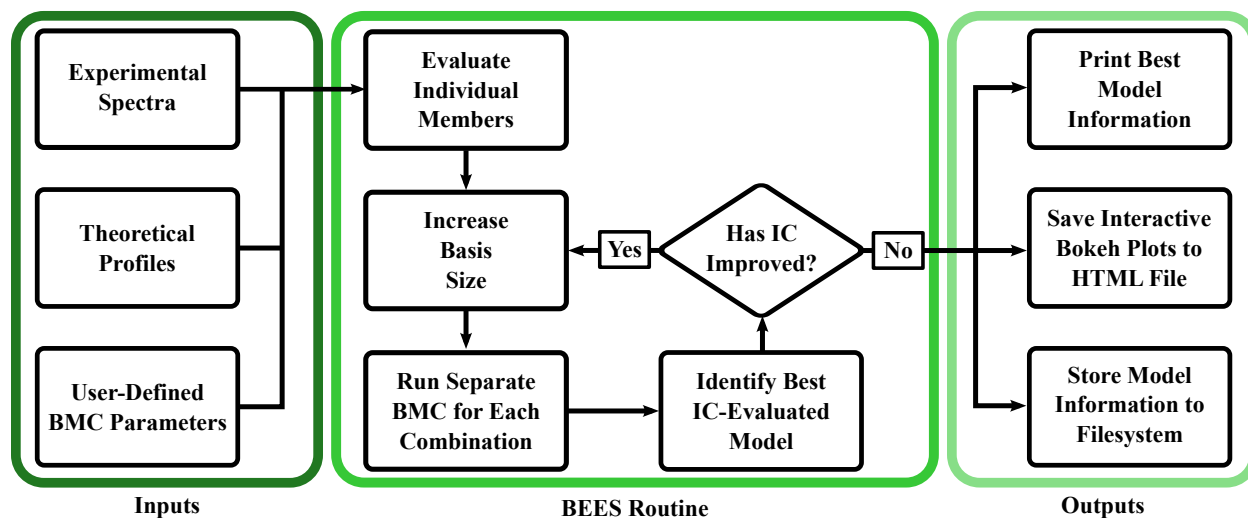 Experimental
Spectra
Theoretical
Profiles
User-Defined
BMC Parameters
Inputs
Evaluate
Individual
Members
Increase
Basis
Size
Run Separate
BMC for Each
Combination
Identify Best
IC-Evaluated
Model
Has IC
Improved?
Yes
No
BEES Routine
Print Best
Model
Information
Save Interactive
Bokeh Plots to
HTML File
Store Model
Information to
Filesystem
Outputs